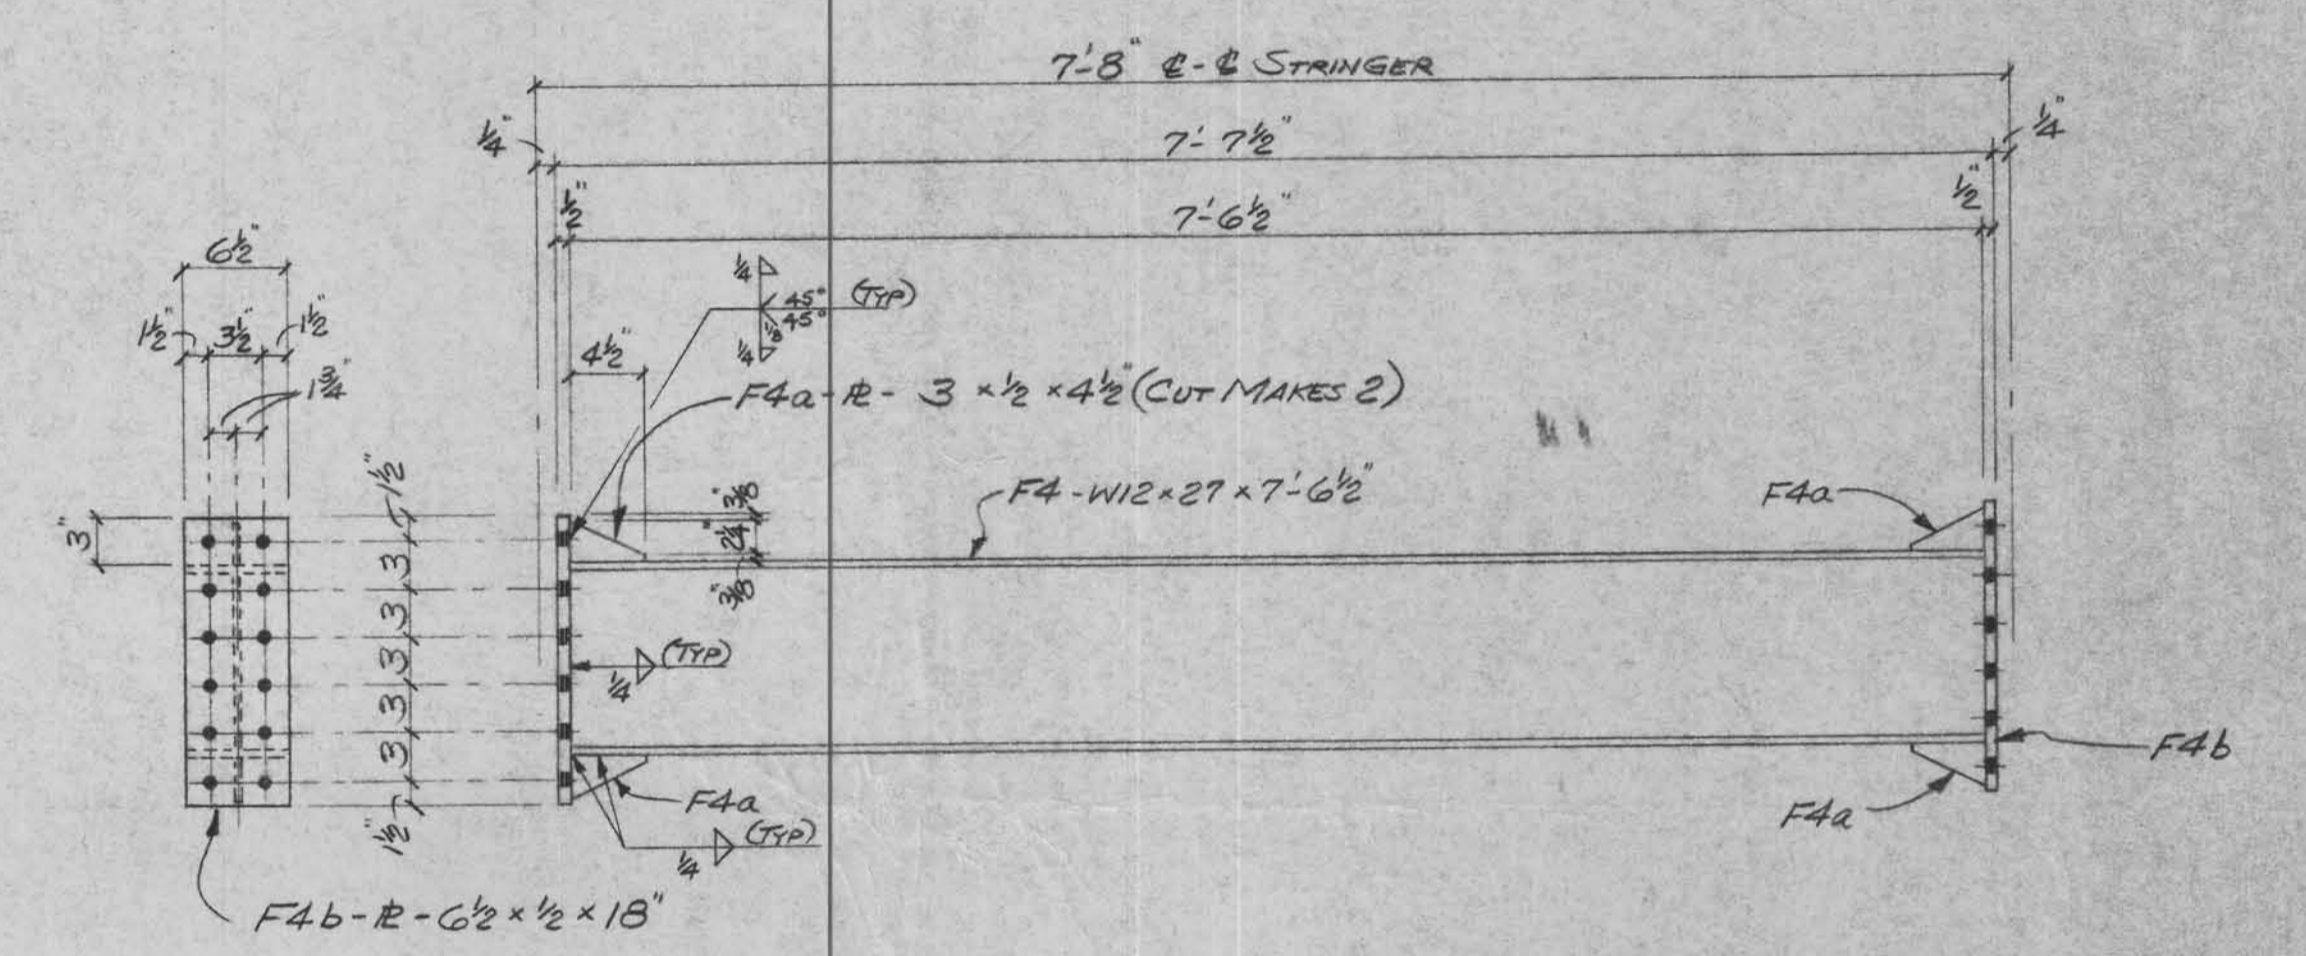 7'-8" ℄-℄ STRINGER
1/4"
7'-7 1/2"
1/4"
1/2"
7'-6 1/2"
1/2"
6 1/2"
1 1/2"
3 1/2"
1 1/2"
1 3/4"
1/4
45°
45°
(TYP)
1/8
1/4
4 1/2"
F4a-PL- 3 × 1/2 × 4 1/2" (CUT MAKES 2)
3"
1 1/2"
3
3
3
3
3
1 1/2"
3/8"
2 1/4"
3/8"
F4-W12×27×7'-6 1/2"
F4a
1/4
(TYP)
F4a
1/4
(TYP)
F4b
F4a
F4b-PL-6 1/2 × 1/2 × 18"